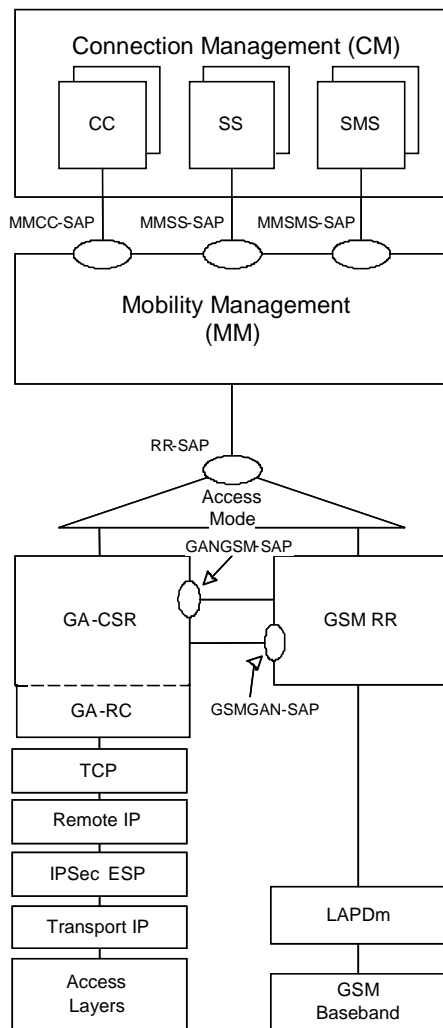 Connection Management (CM)
CC
SS
SMS
MMCC-SAP
MMSS-SAP
MMSMS-SAP
Mobility Management
(MM)
RR-SAP
Access
Mode
GANGSM-SAP
GA-CSR
GSM RR
GA-RC
GSMGAN-SAP
TCP
Remote IP
IPSec ESP
Transport IP
LAPDm
Access
Layers
GSM
Baseband